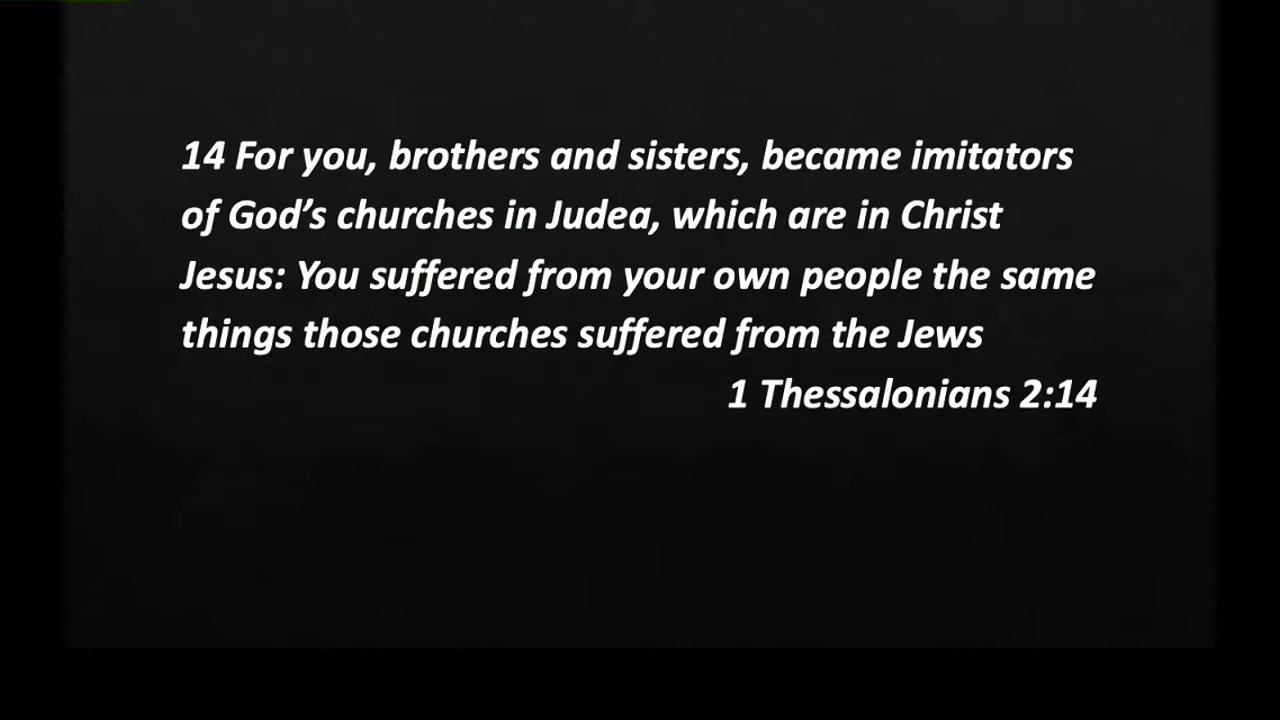 14 For you, brothers and sisters, became imitators
of God’s churches in Judea, which are in Christ
Jesus: You suffered from your own people the same
things those churches suffered from the Jews
1 Thessalonians 2:14